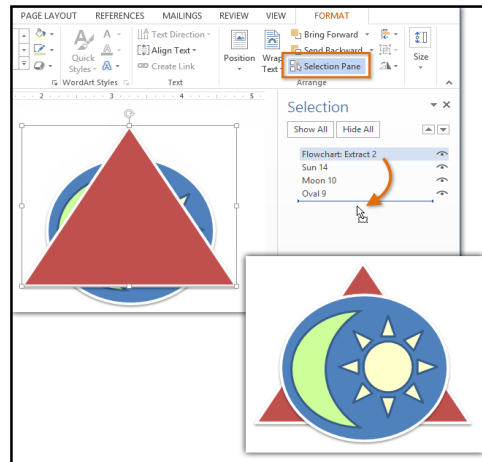 PAGE LAYOUT REFERENCES MAILINGS REVIEW VIEW FORMAT
Text Direction
Align Text
Create Link
Quick
Styles
Position
Wrap
Text
Bring Forward
Send Backward
Selection Pane
Size
WordArt Styles
Text
Arrange
2 3 4 5
Selection
Show All Hide All
Flowchart: Extract 2
Sun 14
Moon 10
Oval 9